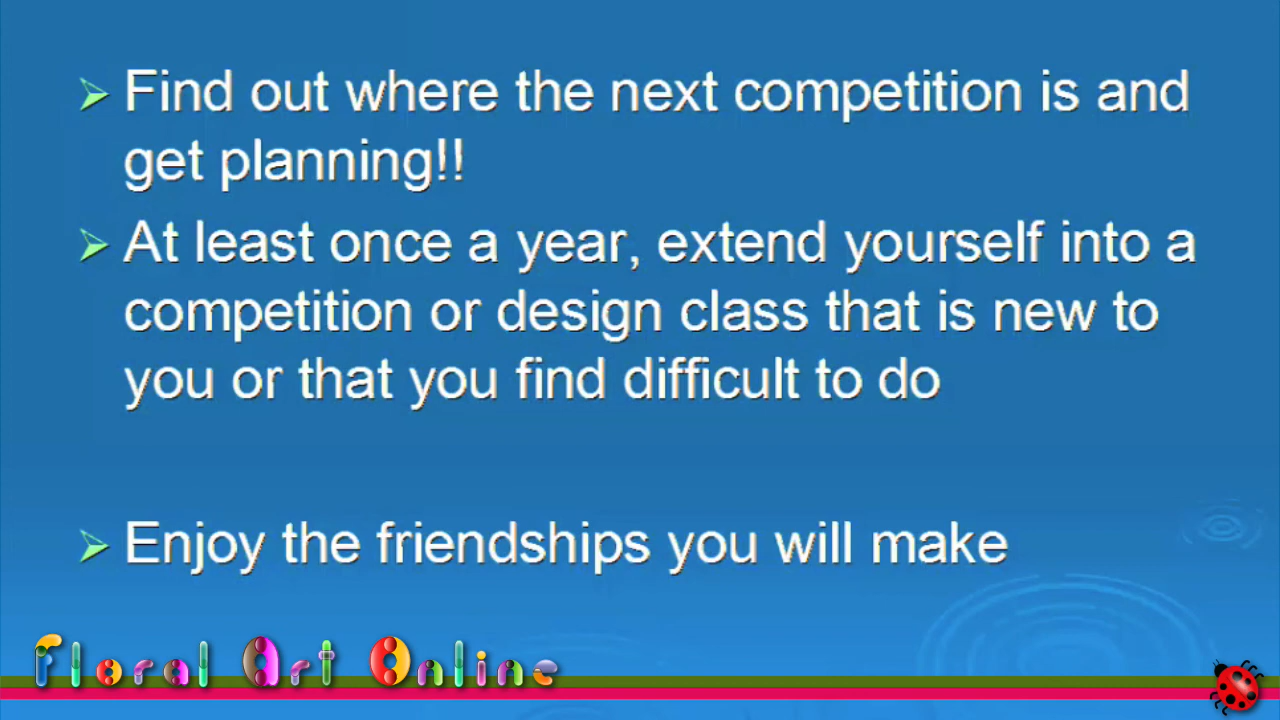 Find out where the next competition is and
get planning!!
At least once a year, extend yourself into a
competition or design class that is new to
you or that you find difficult to do
Enjoy the friendships you will make
Floral Art Online